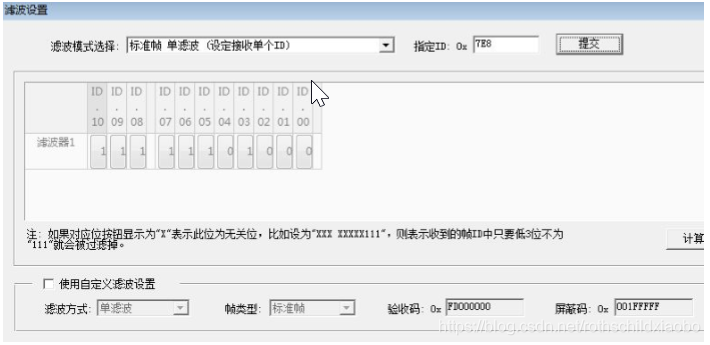 滤波设置
滤波模式选择: 标准帧 单滤波 (设定接收单个ID) 指定ID: 0x 7E8 提交
ID ID ID ID ID ID ID ID ID ID ID
. . . . . . . . . . .
10 09 08 07 06 05 04 03 02 01 00
滤波器1 1 1 1 1 1 1 0 1 0 0 0
注: 如果对应位按钮显示为"X"表示此位为无关位, 比如设为"XXX XXXXX111", 则表示收到的帧ID中只要低3位不为
"111"就会被过滤掉。
计算
使用自定义滤波设置
滤波方式: 单滤波 帧类型: 标准帧 验收码: 0x FD000000 屏蔽码: 0x 001FFFFF
https://blog.csdn.net/rothschildxiaobo